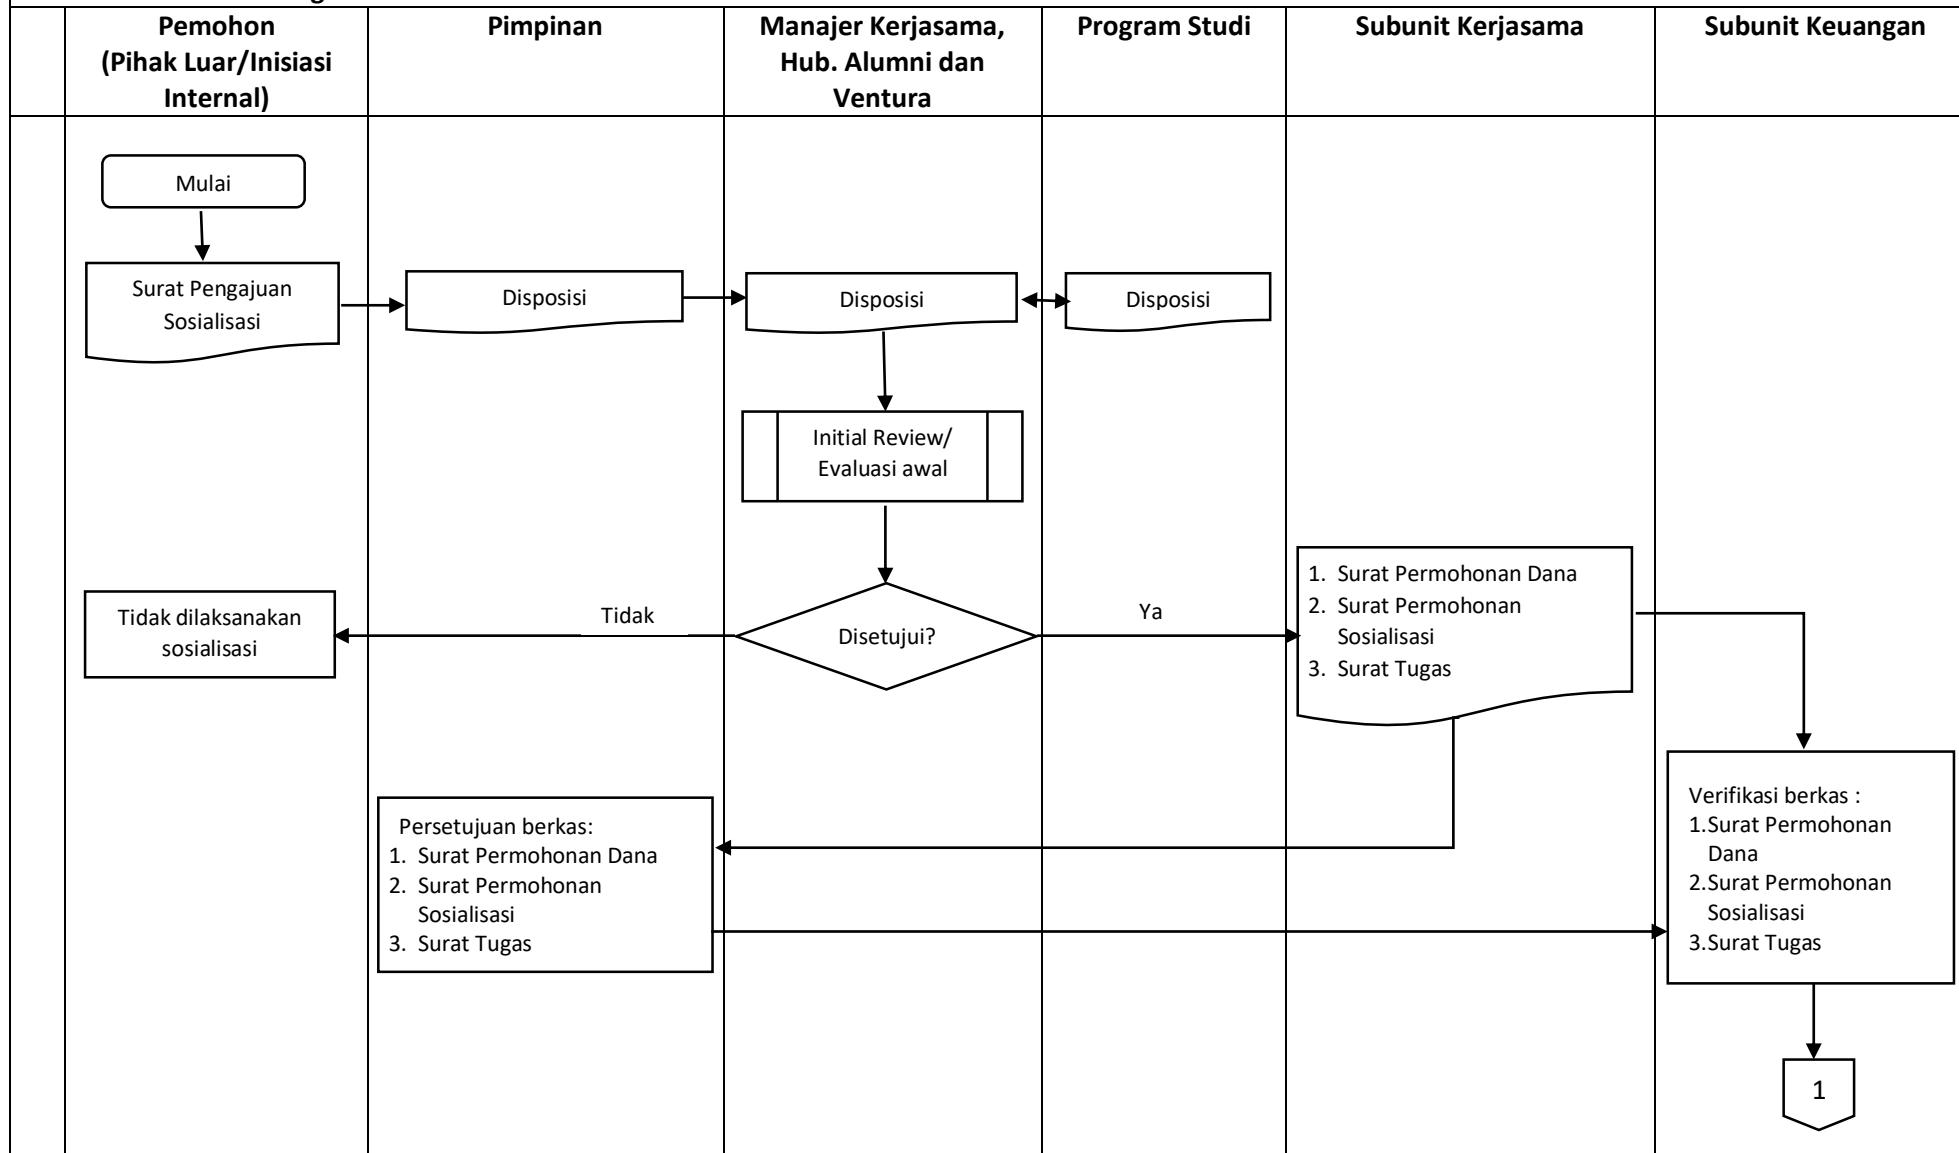 Pemohon
(Pihak Luar/Inisiasi
Internal)
Pimpinan
Manajer Kerjasama,
Hub. Alumni dan
Ventura
Program Studi
Subunit Kerjasama
Subunit Keuangan
Mulai
Surat Pengajuan
Sosialisasi
Disposisi
Disposisi
Disposisi
Initial Review/
Evaluasi awal
Tidak dilaksanakan
sosialisasi
Tidak
Disetujui?
Ya
1. Surat Permohonan Dana
2. Surat Permohonan
Sosialisasi
3. Surat Tugas
Persetujuan berkas:
1. Surat Permohonan Dana
2. Surat Permohonan
Sosialisasi
3. Surat Tugas
Verifikasi berkas :
1.Surat Permohonan
Dana
2.Surat Permohonan
Sosialisasi
3.Surat Tugas
1